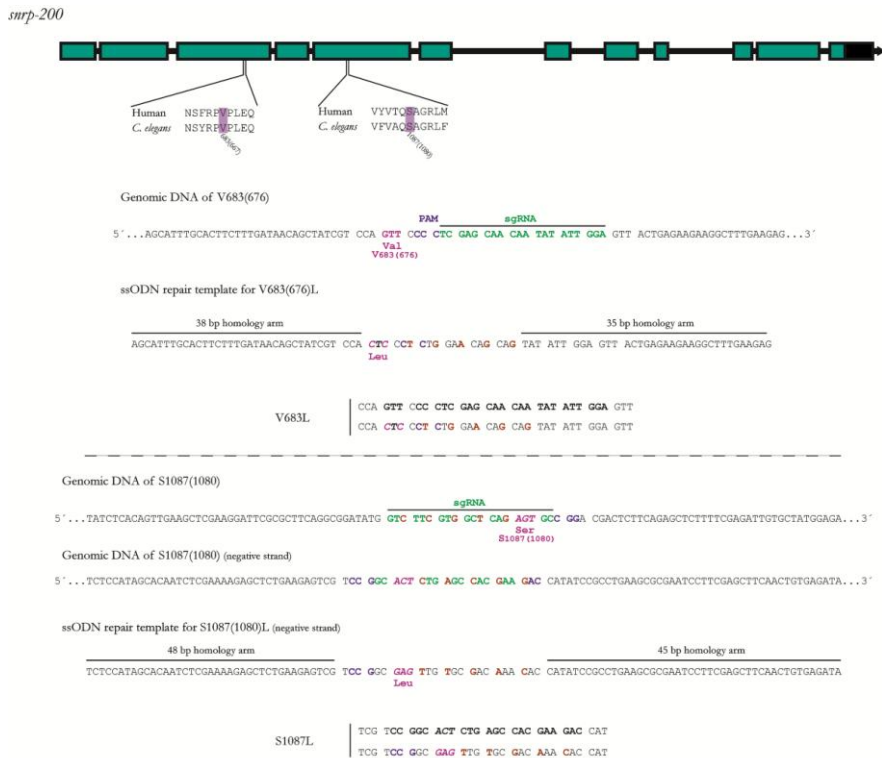 snrp-200
Human NSFRPVPLEQ
C. elegans NSYRPVPLEQ
Human VYVTQSAGRLM
C. elegans VFVAQSAGRLF
1087(1080)
Genomic DNA of V683(676)
PAM sgRNA
5´...AGCATTTGCACTTCTTTGATAACAGCTATCGT CCA GTT CCC CTC GAG CAA CAA TAT ATT GGA GTT ACTGAGAAGAAGGCTTTGAAGAG...3´
Val
V683(676)
ssODN repair template for V683(676)L
38 bp homology arm 35 bp homology arm
AGCATTTGCACTTCTTTGATAACAGCTATCGT CCA CTC CCT CTG GAA CAG CAG TAT ATT GGA GTT ACTGAGAAGAAGGCTTTGAAGAG
Leu
CCA GTT CCC CTC GAG CAA CAA TAT ATT GGA GTT
V683L
CCA CTC CCT CTG GAA CAG CAG TAT ATT GGA GTT
Genomic DNA of S1087(1080)
sgRNA
5´...TATCTCACAGTTGAAGCTCGAAGGATTCGCGCTTCAGGCGGATATG GTC TTC GTG GCT CAG AGT GCC GGA CGACTCTTCAGAGCTCTTTTCGAGATTGTGCTATGGAGA...3´
Ser
S1087(1080)
Genomic DNA of S1087(1080) (negative strand)
5´...TCTCCATAGCACAATCTCGAAAAGAGCTCTGAAGAGTCG TCC GGC ACT CTG AGC CAC GAA GAC CATATCCGCCTGAAGCGCGAATCCTTCGAGCTTCAACTGTGAGATA...3´
ssODN repair template for S1087(1080)L (negative strand)
48 bp homology arm 45 bp homology arm
TCTCCATAGCACAATCTCGAAAAGAGCTCTGAAGAGTCG TCC GGC GAG TTG TGC GAC AAA CAC CATATCCGCCTGAAGCGCGAATCCTTCGAGCTTCAACTGTGAGATA
Leu
TCG TCC GGC ACT CTG AGC CAC GAA GAC CAT
S1087L
TCG TCC GGC GAG TTG TGC GAC AAA CAC CAT